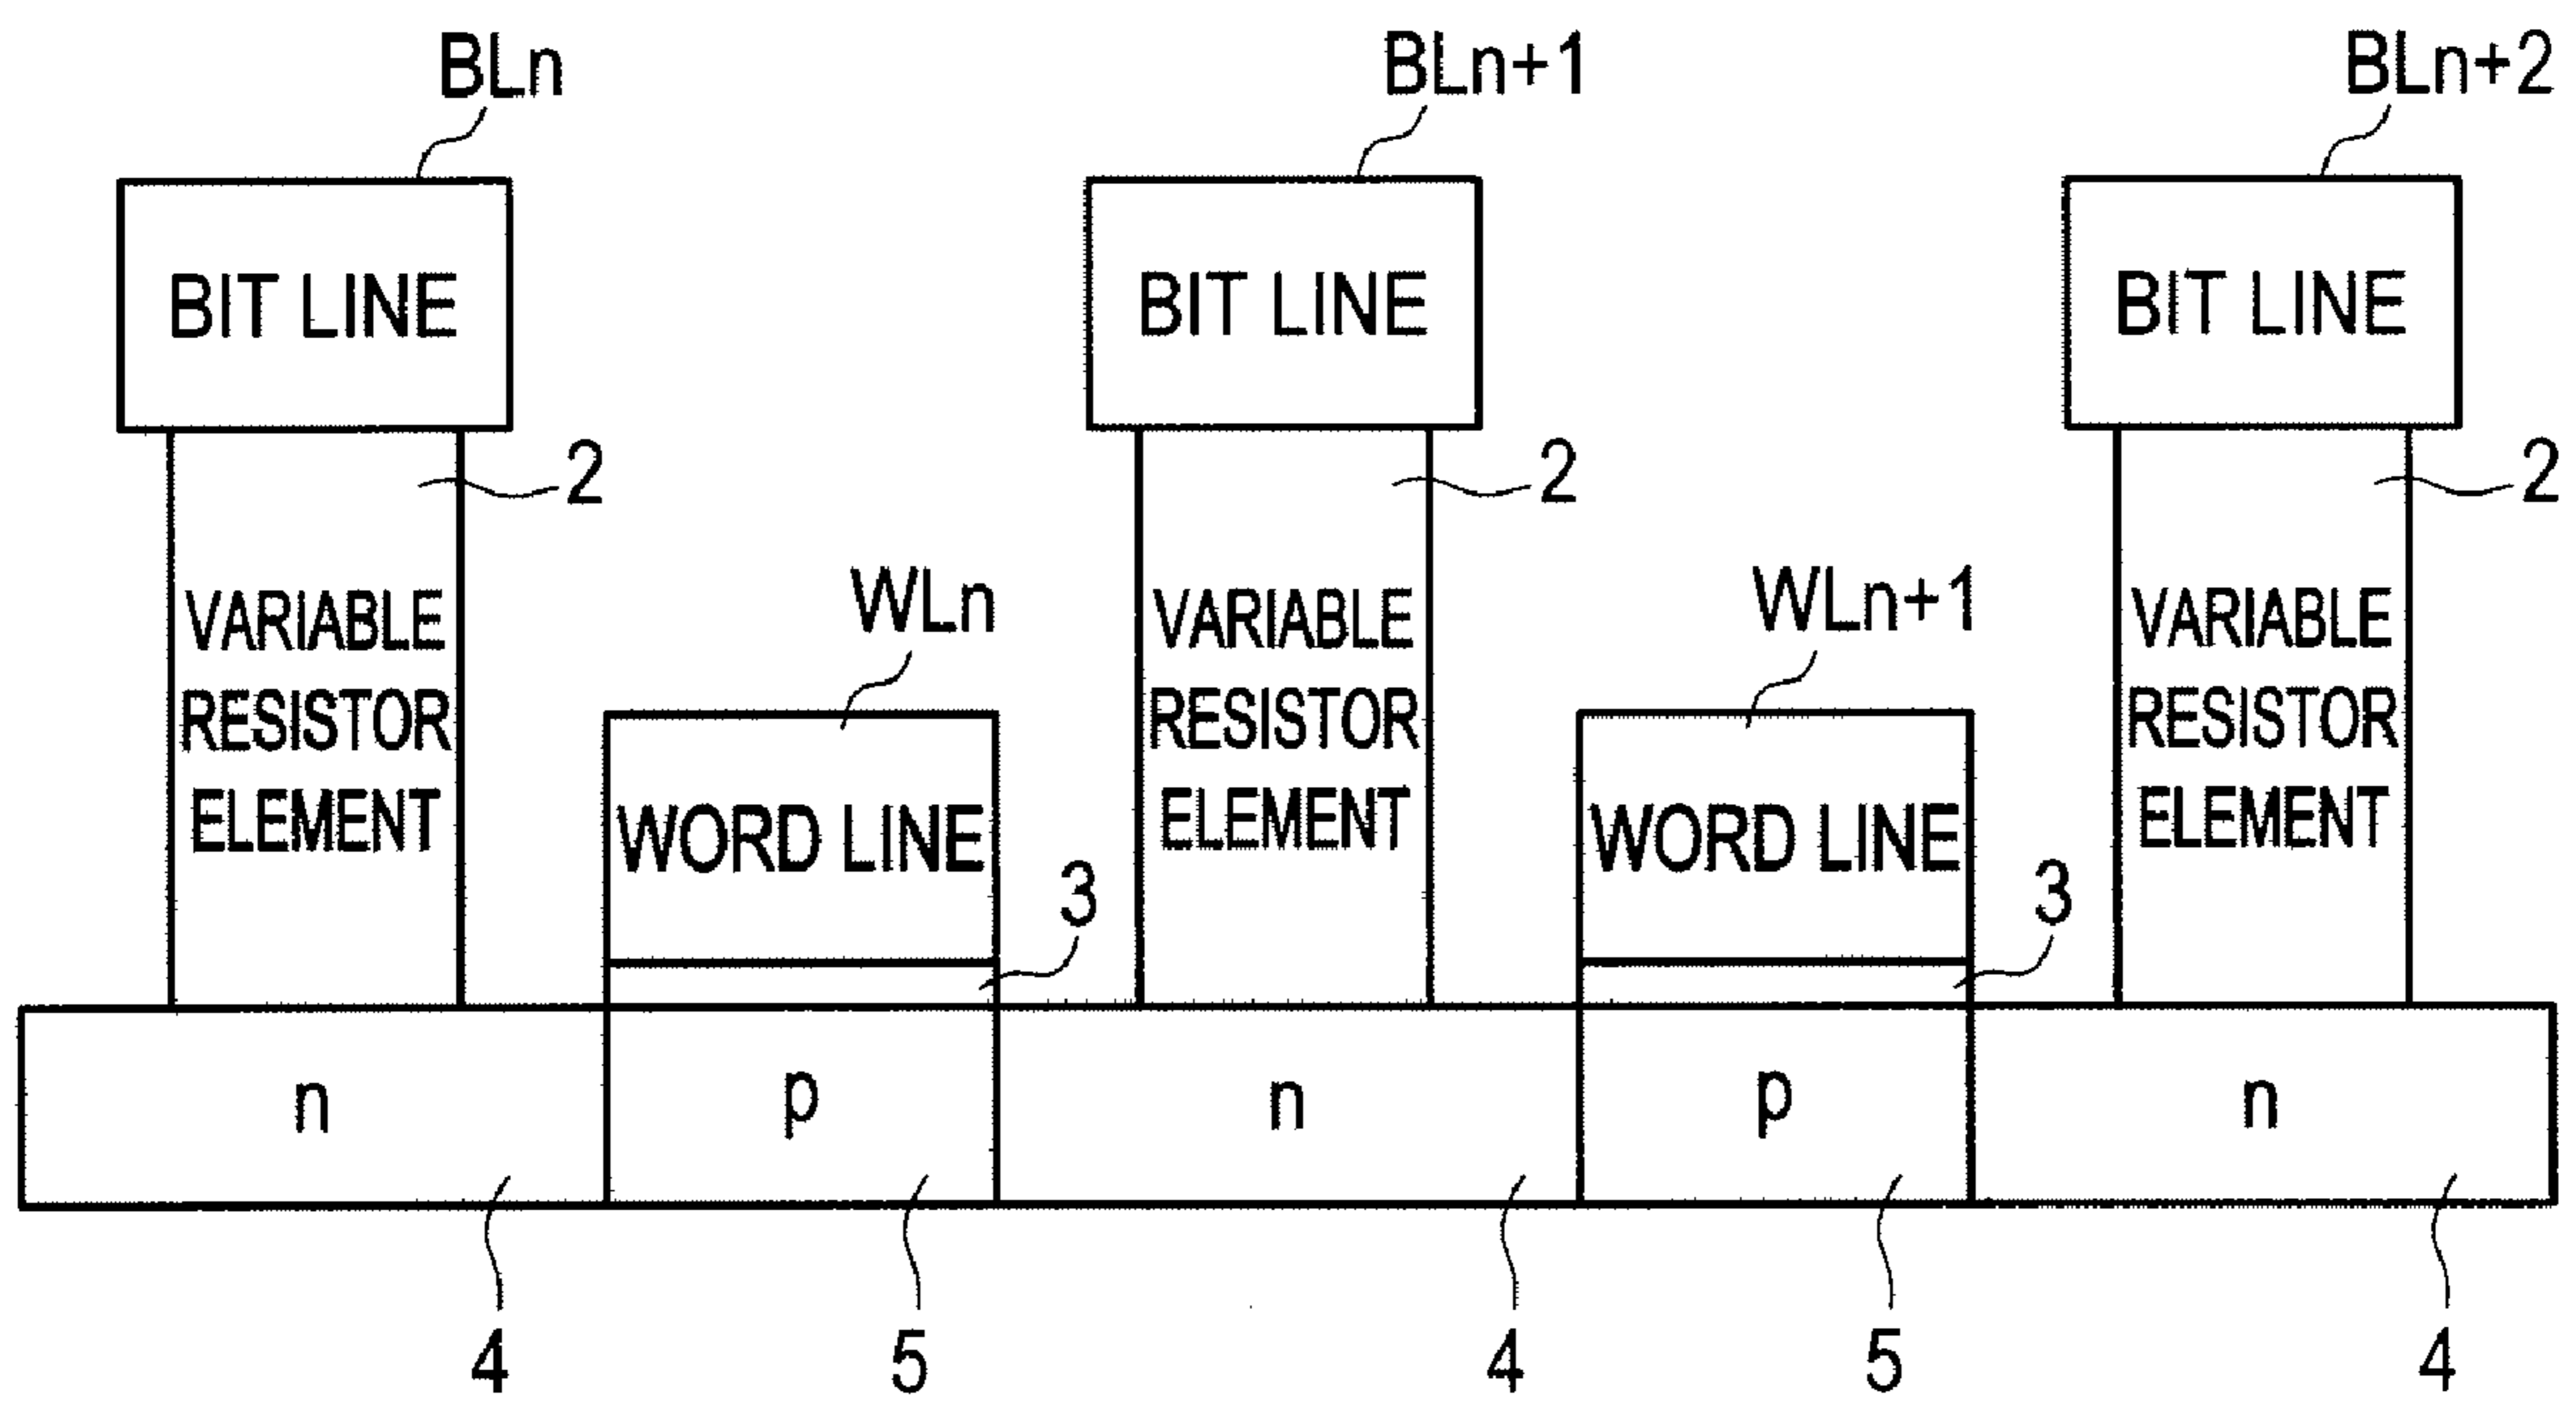 BLn BLn+1 BLn+2
BIT LINE BIT LINE BIT LINE
2 2 2
WLn WLn+1
VARIABLE VARIABLE VARIABLE
RESISTOR RESISTOR RESISTOR
ELEMENT ELEMENT ELEMENT
WORD LINE WORD LINE
3 3
n p n p n
4 5 4 5 4